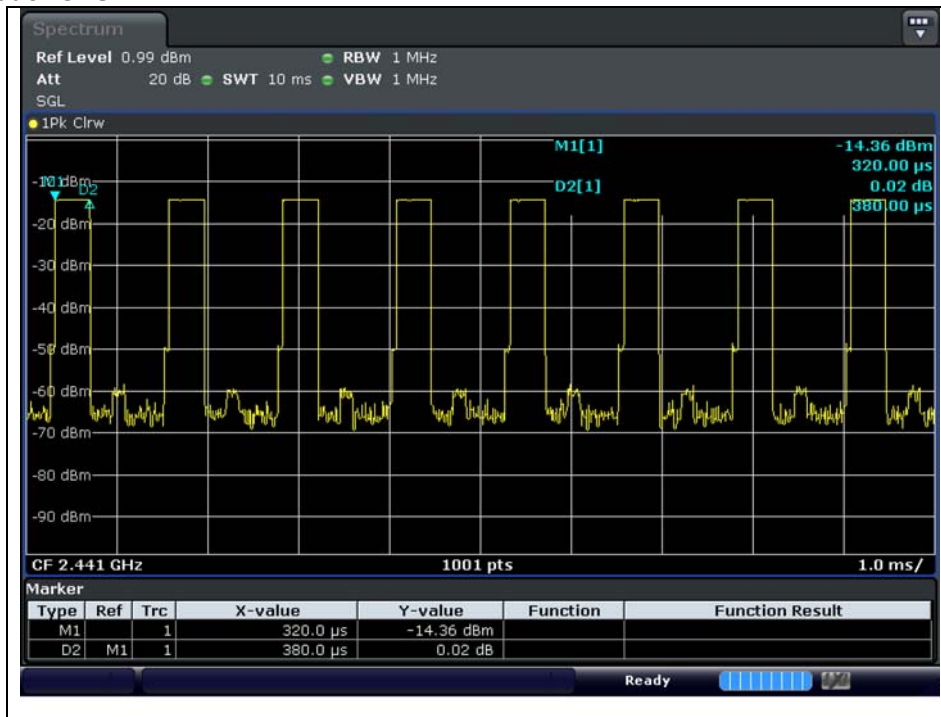 Spectrum
Ref Level 0.99 dBm RBW 1 MHz
Att 20 dB SWT 10 ms VBW 1 MHz
SGL
1Pk Clrw
M1[1] -14.36 dBm
320.00 µs
D2[1] 0.02 dB
380.00 µs
M1
D2
-10 dBm
-20 dBm
-30 dBm
-40 dBm
-50 dBm
-60 dBm
-70 dBm
-80 dBm
-90 dBm
CF 2.441 GHz 1001 pts 1.0 ms/
Marker
Type Ref Trc X-value Y-value Function Function Result
M1 1 320.0 µs -14.36 dBm
D2 M1 1 380.0 µs 0.02 dB
Ready